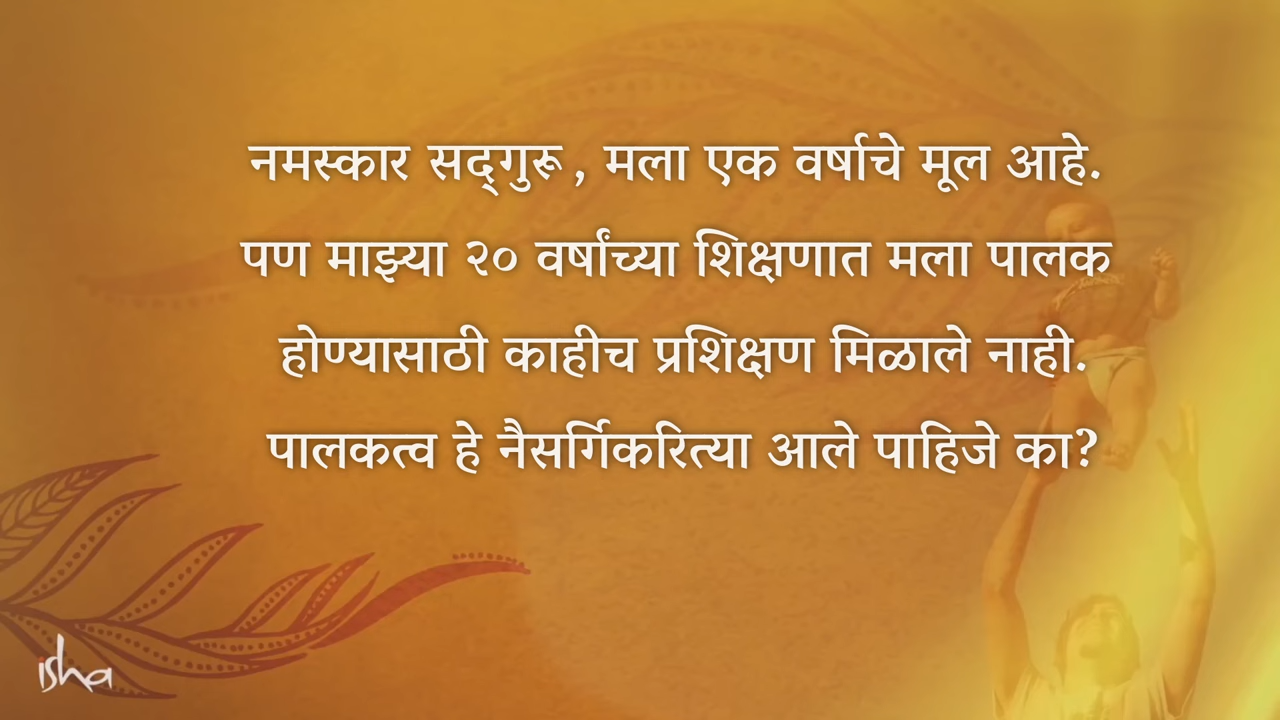 नमस्कार सद्‌गुरू, मला एक वर्षाचे मूल आहे.
पण माझ्या २० वर्षांच्या शिक्षणात मला पालक
होण्यासाठी काहीच प्रशिक्षण मिळाले नाही.
पालकत्व हे नैसर्गिकरित्या आले पाहिजे का?
isha